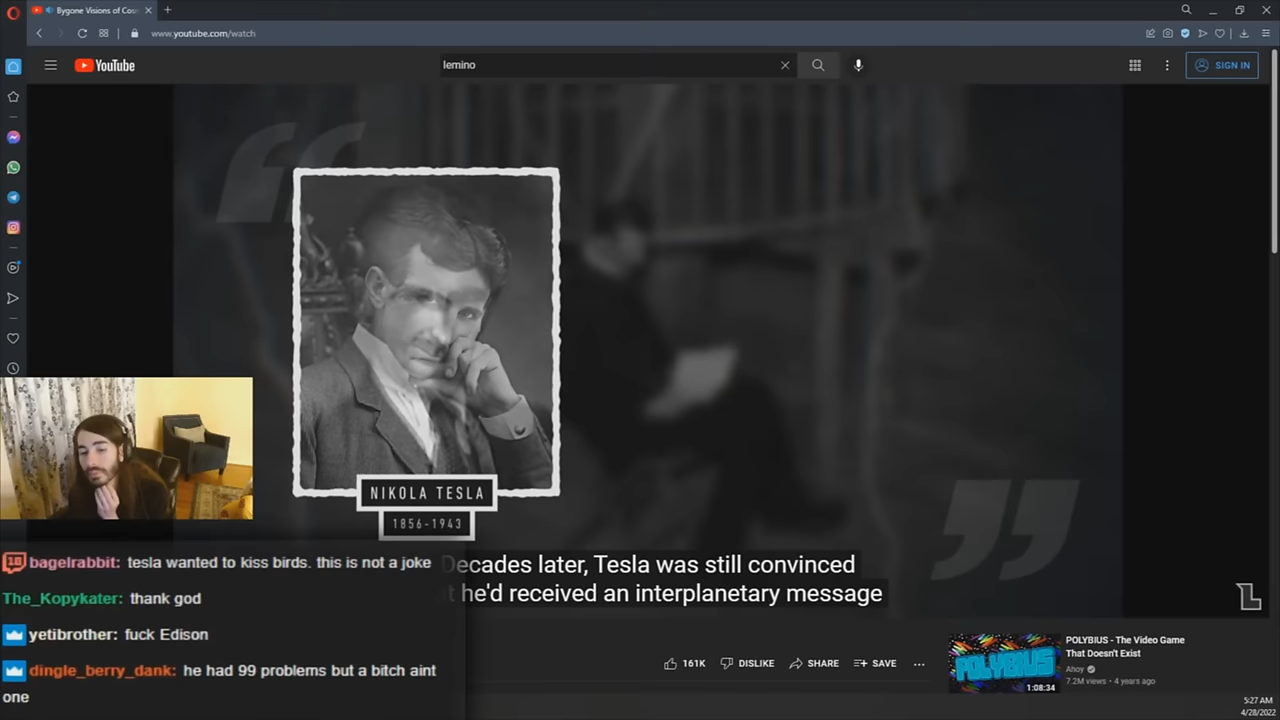 Bygone Visions of Cosm
www.youtube.com/watch
YouTube
lemino
SIGN IN
NIKOLA TESLA
1856-1943
Decades later, Tesla was still convinced
he'd received an interplanetary message
bagelrabbit: tesla wanted to kiss birds. this is not a joke
The_Kopykater: thank god
yetibrother: fuck Edison
dingle_berry_dank: he had 99 problems but a bitch aint
one
161K
DISLIKE
SHARE
SAVE
POLYBIUS
1:08:34
POLYBIUS - The Video Game
That Doesn't Exist
Ahoy
7.2M views • 4 years ago
5:27 AM
4/28/2022